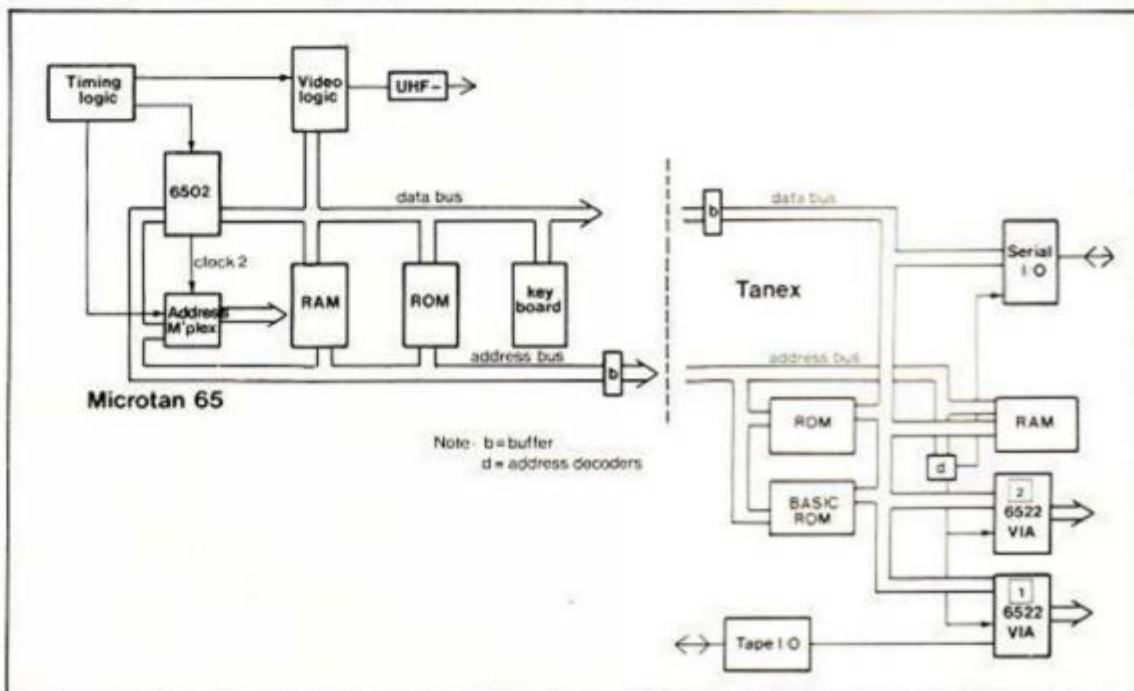 Timing
logic
Video
logic
UHF-
6502
data bus
clock 2
Address
M'plex
RAM
ROM
key
board
address bus
b
Microtan 65
Note: b = buffer
d = address decoders
b
data bus
Serial
I/O
Tanex
address bus
ROM
RAM
d
BASIC
ROM
2
6522
VIA
1
6522
VIA
Tape I/O